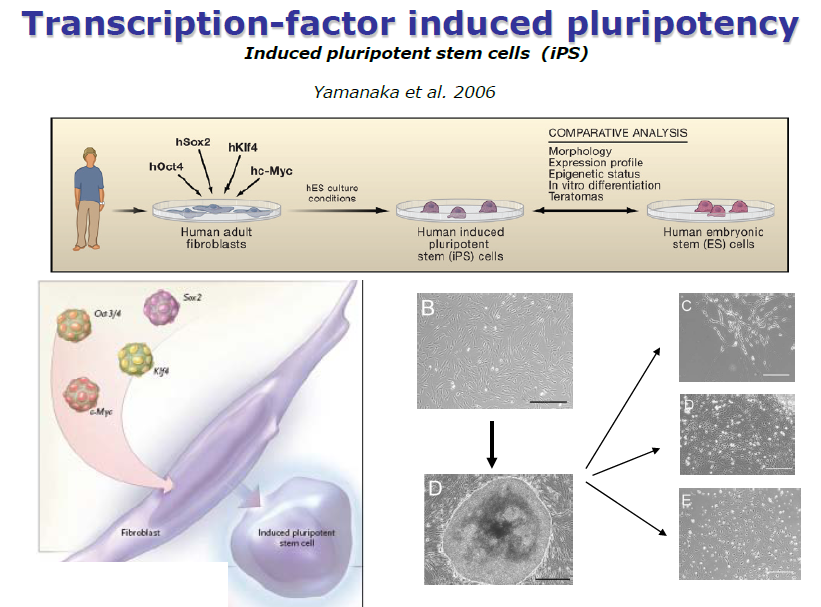 Transcription-factor induced pluripotency
Induced pluripotent stem cells (iPS)
Yamanaka et al. 2006
hSox2
hKlf4
hOct4
hc-Myc
hES culture
conditions
COMPARATIVE ANALYSIS
Morphology
Expression profile
Epigenetic status
In vitro differentiation
Teratomas
Human adult
fibroblasts
Human induced
pluripotent
stem (iPS) cells
Human embryonic
stem (ES) cells
Oct3/4
Sox2
Klf4
c-Myc
Fibroblast
Induced pluripotent
stem cell
B
D
C
D
E